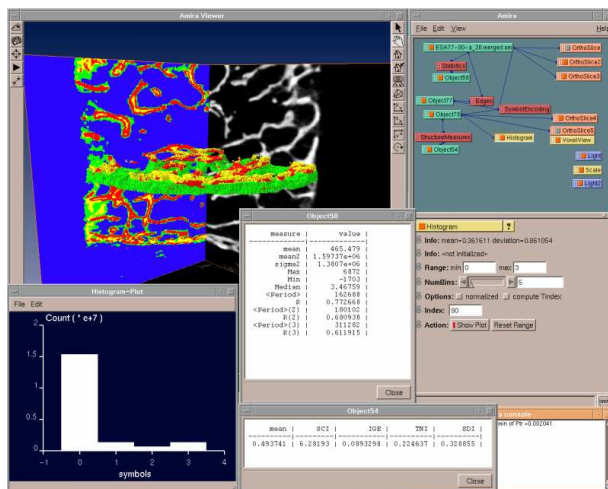 Amira Viewer
Amira
File Edit View
ESA77-00-a_38.merged.am
OrthoSlice
OrthoSlice2
OrthoSlice3
Statistics
Object58
Object77
Edges
SymbolEncoding
Object79
OrthoSlice4
OrthoSlice5
VoxelView
StructureMeasures
Histogram
Object54
Light
Scale
Light2
Object58
measure | value |
mean | 465.479 |
mean2 | 1.59737e+06 |
sigma2 | 1.3807e+06 |
Max | 6872 |
Min | -1703 |
Median | 3.46759 |
<Period> | 162688 |
R | 0.772668 |
<Period>(2) | 180102 |
R(2) | 0.680938 |
<Period>(3) | 311282 |
R(3) | 0.611915 |
Close
Histogram ?
Info: mean=0.361611 deviation=0.861064
Info: <not initialized>
Range: min 0 max 3
NumBins: 5
Options: normalized compute TIndex
Index: 90
Action: Show Plot Reset Range
Histogram-Plot
File Edit
Count ( * e+7 )
2
1.5
1
0.5
0
-1 0 1 2 3 4
symbols
Object54
mean | SCI | IGE | TNI | SDI |
0.493741 | 6.28193 | 0.0893298 | 0.224637 | 0.328855 |
Close
a console
min of Ptr =0.002041